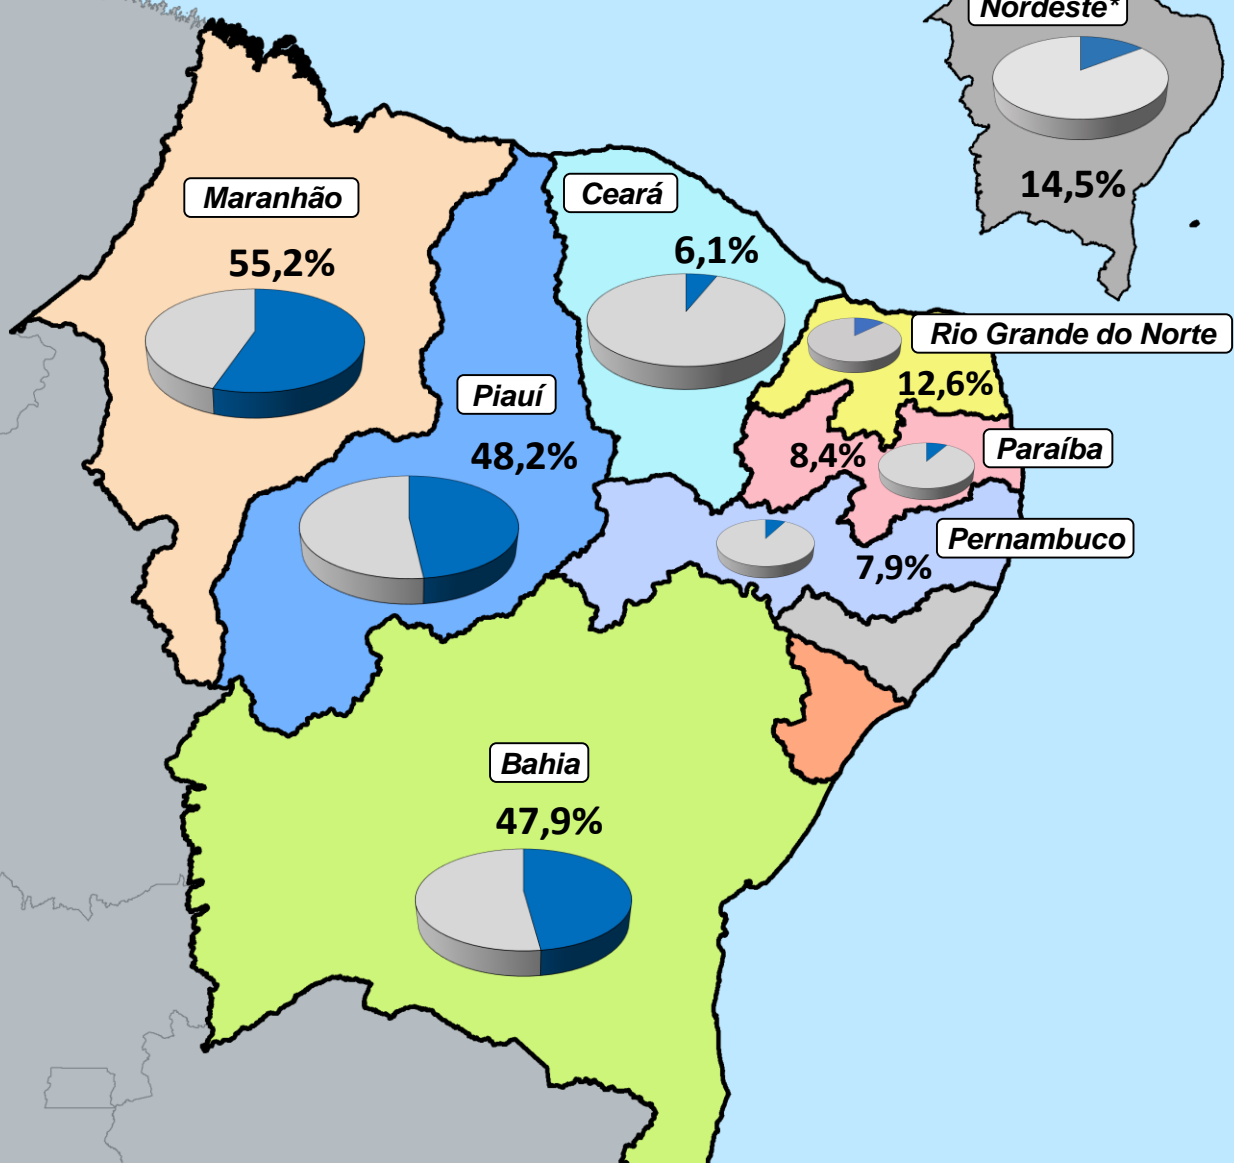 Nordeste*
14,5%
Maranhão
55,2%
Ceará
6,1%
Rio Grande do Norte
12,6%
Piauí
48,2%
Paraíba
8,4%
Pernambuco
7,9%
Bahia
47,9%